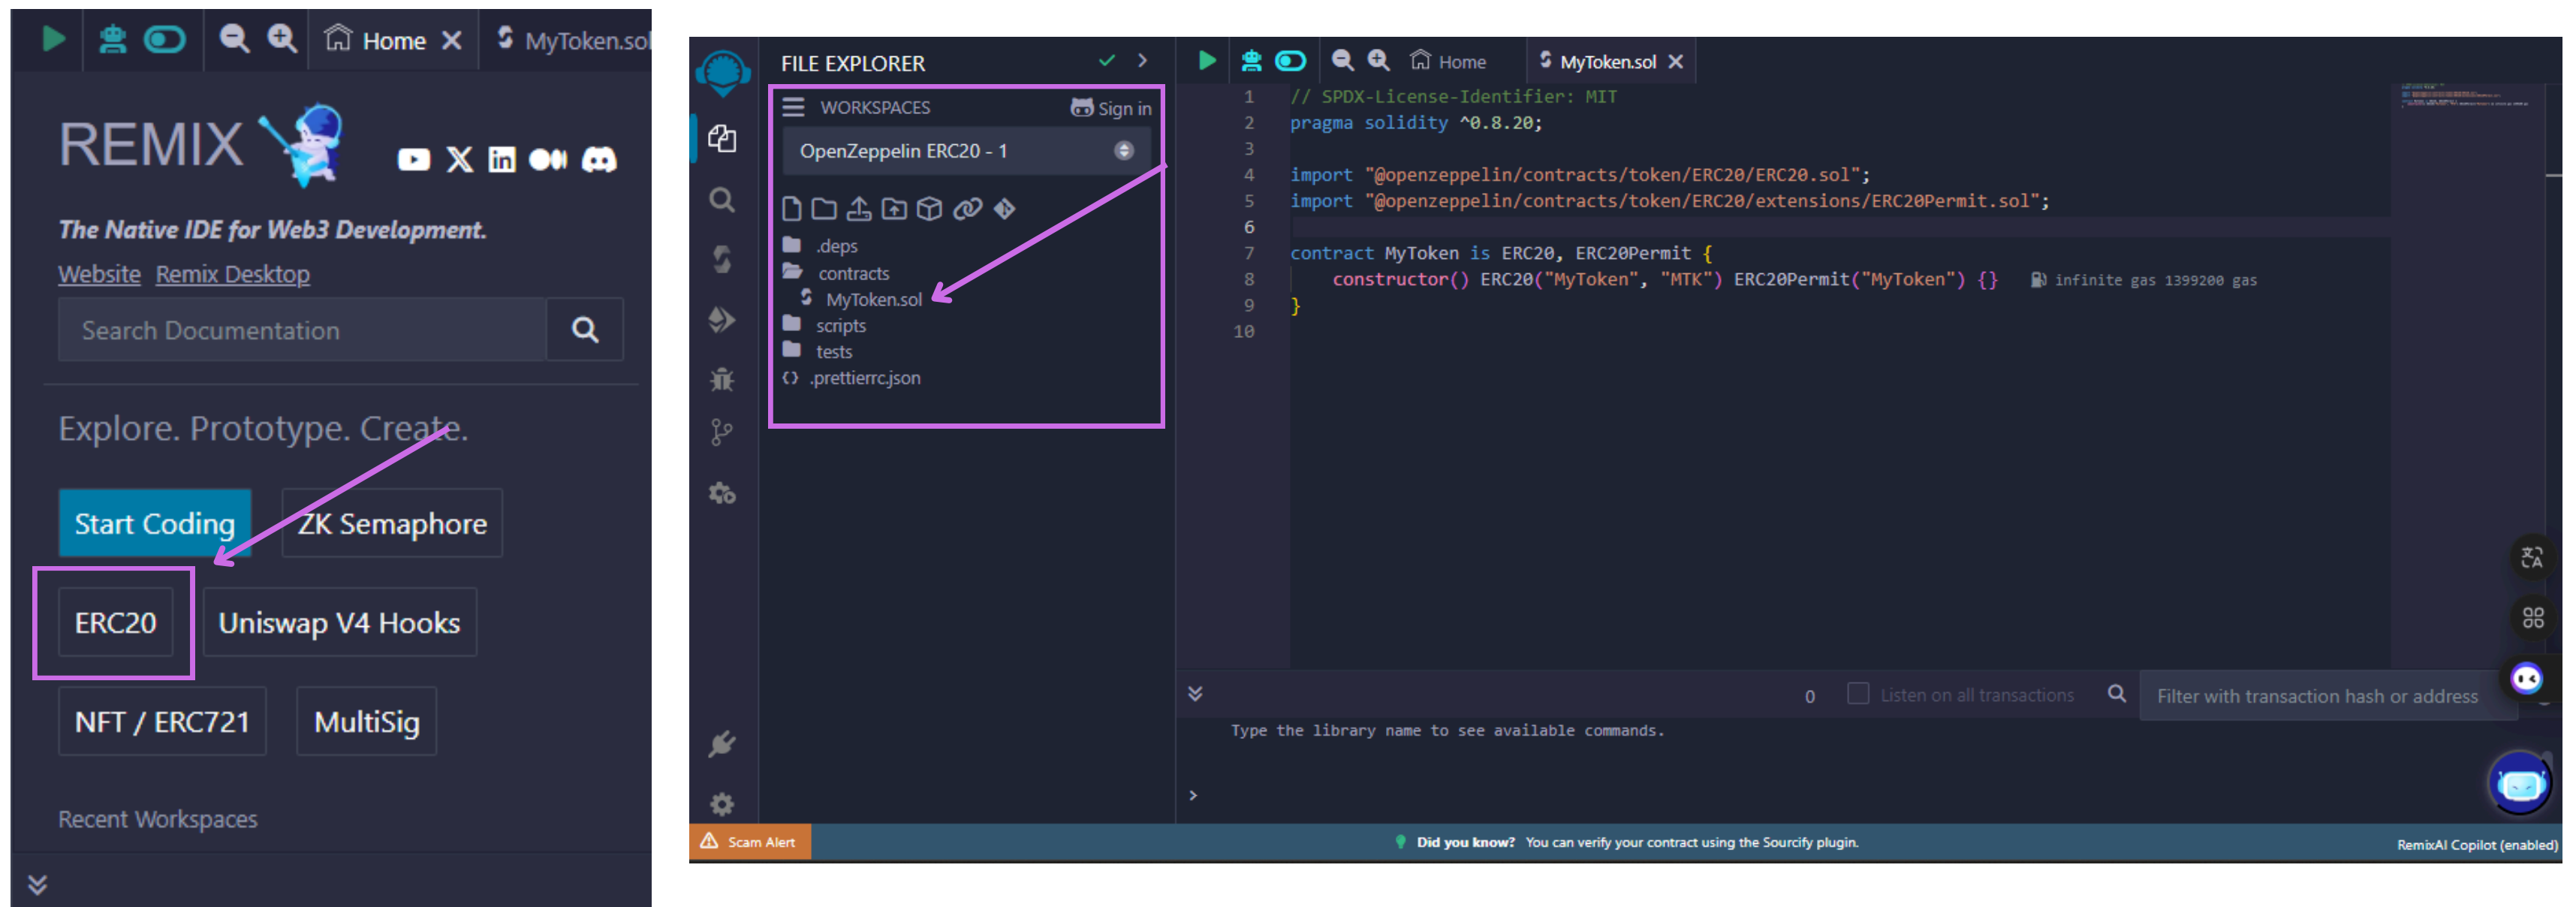 Home
MyToken.sol
REMIX
The Native IDE for Web3 Development.
Website Remix Desktop
Search Documentation
Explore. Prototype. Create.
Start Coding
ZK Semaphore
ERC20
Uniswap V4 Hooks
NFT / ERC721
MultiSig
Recent Workspaces
FILE EXPLORER
WORKSPACES
Sign in
OpenZeppelin ERC20 - 1
.deps
contracts
MyToken.sol
scripts
tests
.prettierrc.json
Home
MyToken.sol
1 // SPDX-License-Identifier: MIT
2 pragma solidity ^0.8.20;
3
4 import "@openzeppelin/contracts/token/ERC20/ERC20.sol";
5 import "@openzeppelin/contracts/token/ERC20/extensions/ERC20Permit.sol";
6
7 contract MyToken is ERC20, ERC20Permit {
8 constructor() ERC20("MyToken", "MTK") ERC20Permit("MyToken") {} infinite gas 1399200 gas
9 }
10
0 Listen on all transactions
Filter with transaction hash or address
Type the library name to see available commands.
>
Scam Alert
Did you know? You can verify your contract using the Sourcify plugin.
RemixAI Copilot (enabled)